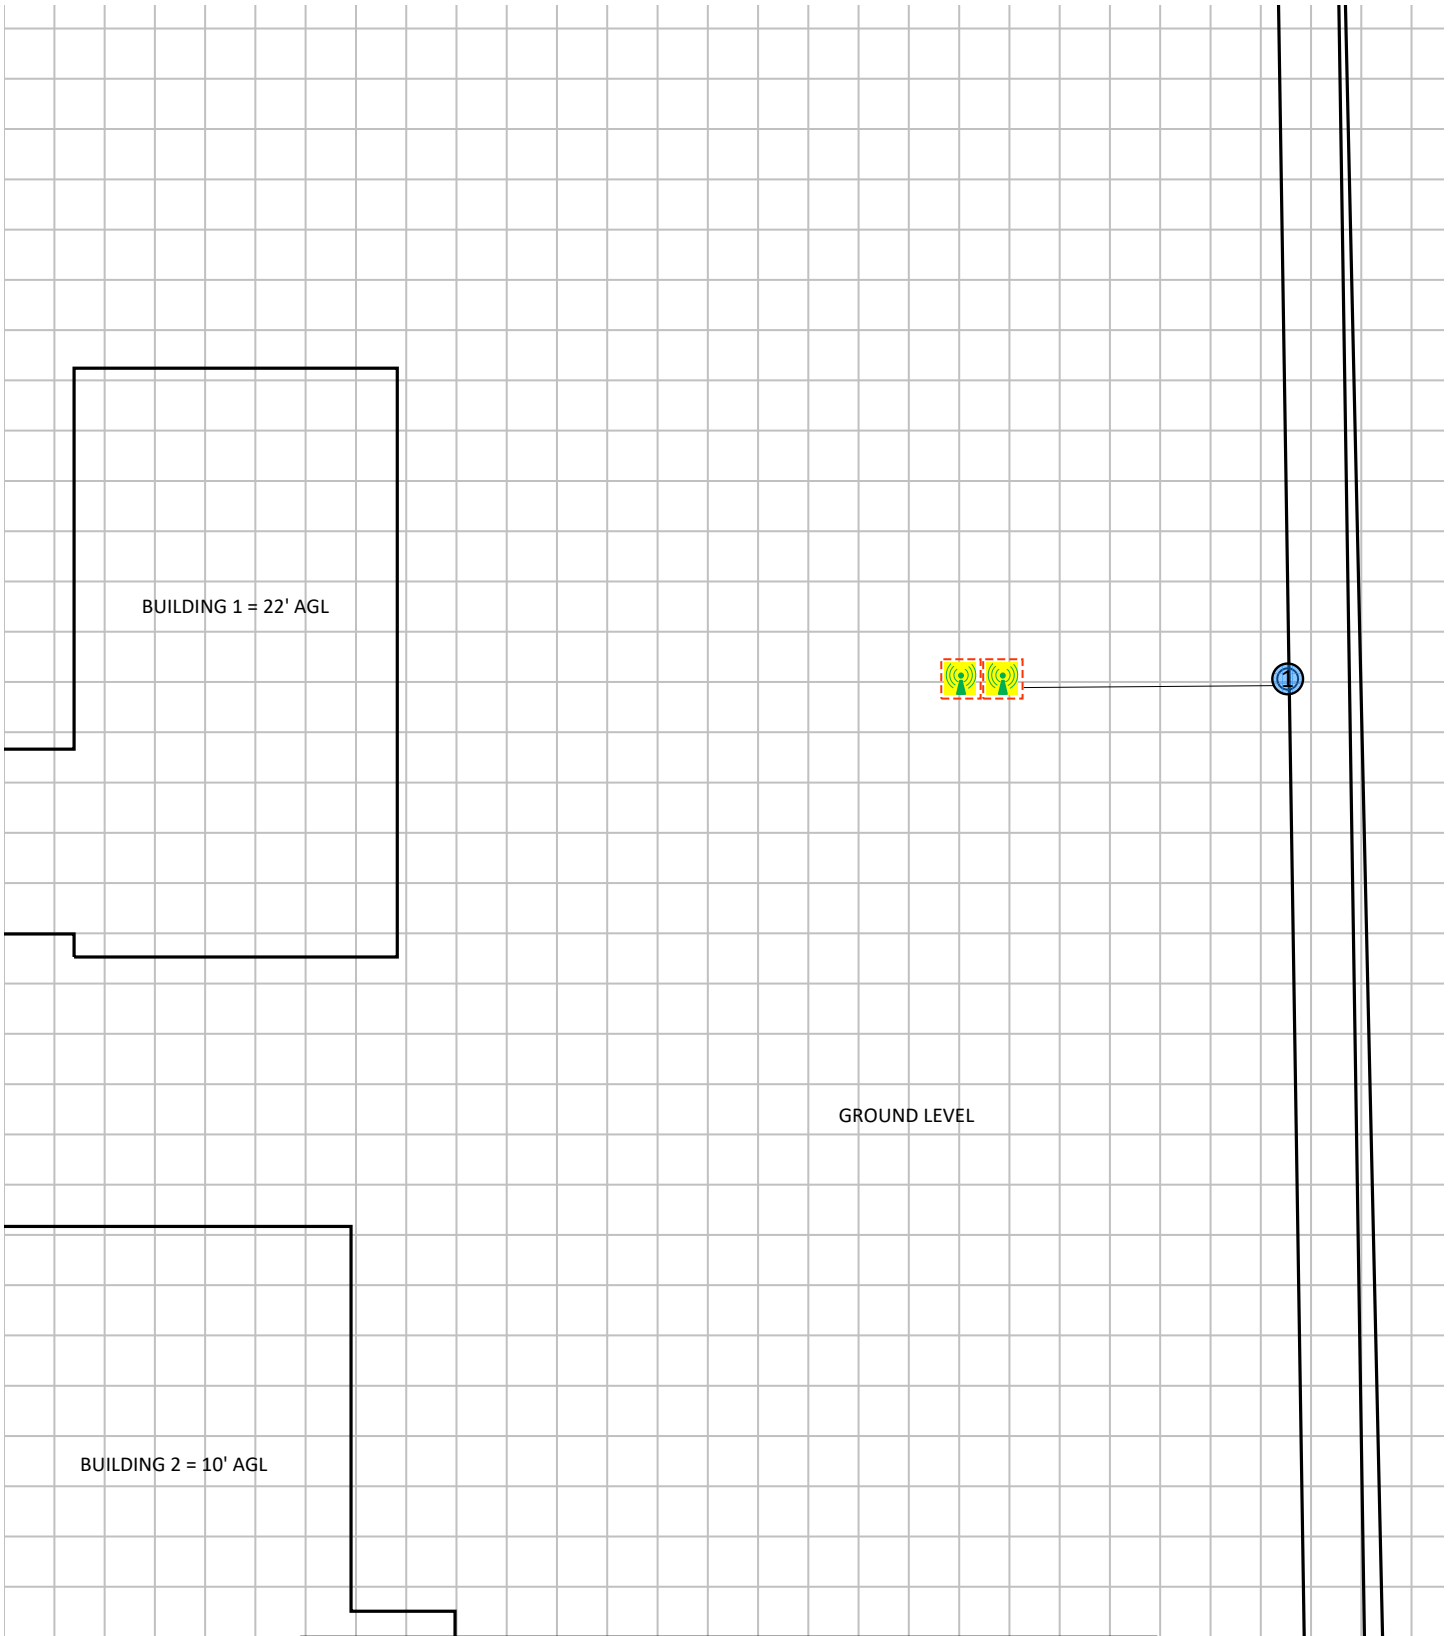 BUILDING 1 = 22' AGL
1
GROUND LEVEL
BUILDING 2 = 10' AGL